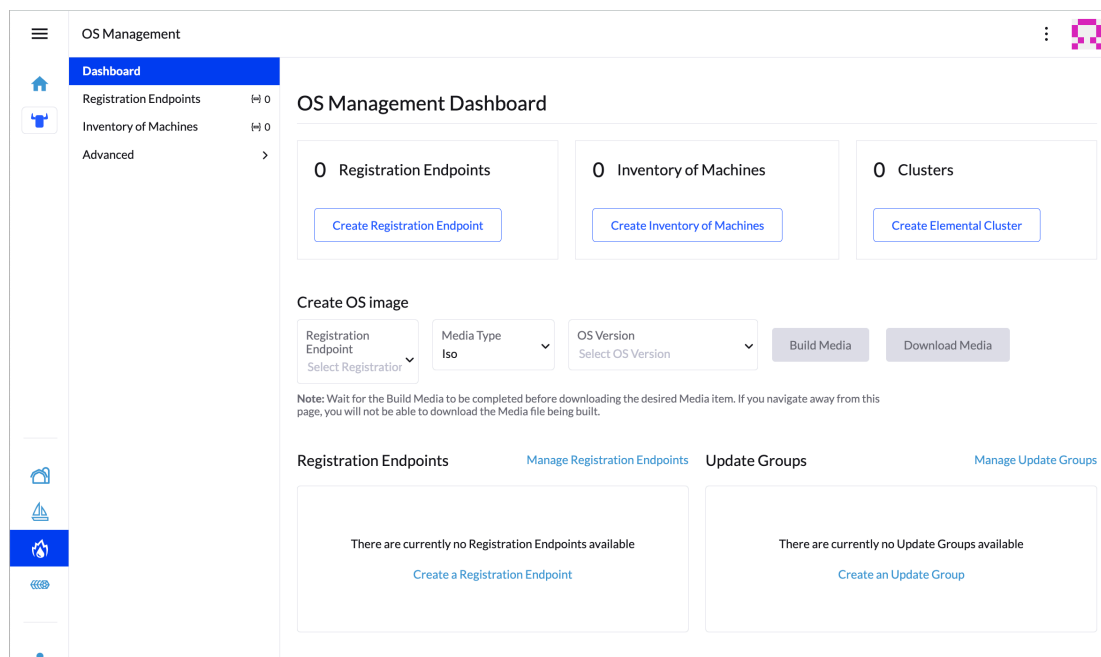 OS Management
Dashboard
Registration Endpoints 0
Inventory of Machines 0
Advanced
OS Management Dashboard
0 Registration Endpoints
Create Registration Endpoint
0 Inventory of Machines
Create Inventory of Machines
0 Clusters
Create Elemental Cluster
Create OS image
Registration
Endpoint
Select Registration
Media Type
Iso
OS Version
Select OS Version
Build Media
Download Media
Note: Wait for the Build Media to be completed before downloading the desired Media item. If you navigate away from this
page, you will not be able to download the Media file being built.
Registration Endpoints
Manage Registration Endpoints
There are currently no Registration Endpoints available
Create a Registration Endpoint
Update Groups
Manage Update Groups
There are currently no Update Groups available
Create an Update Group